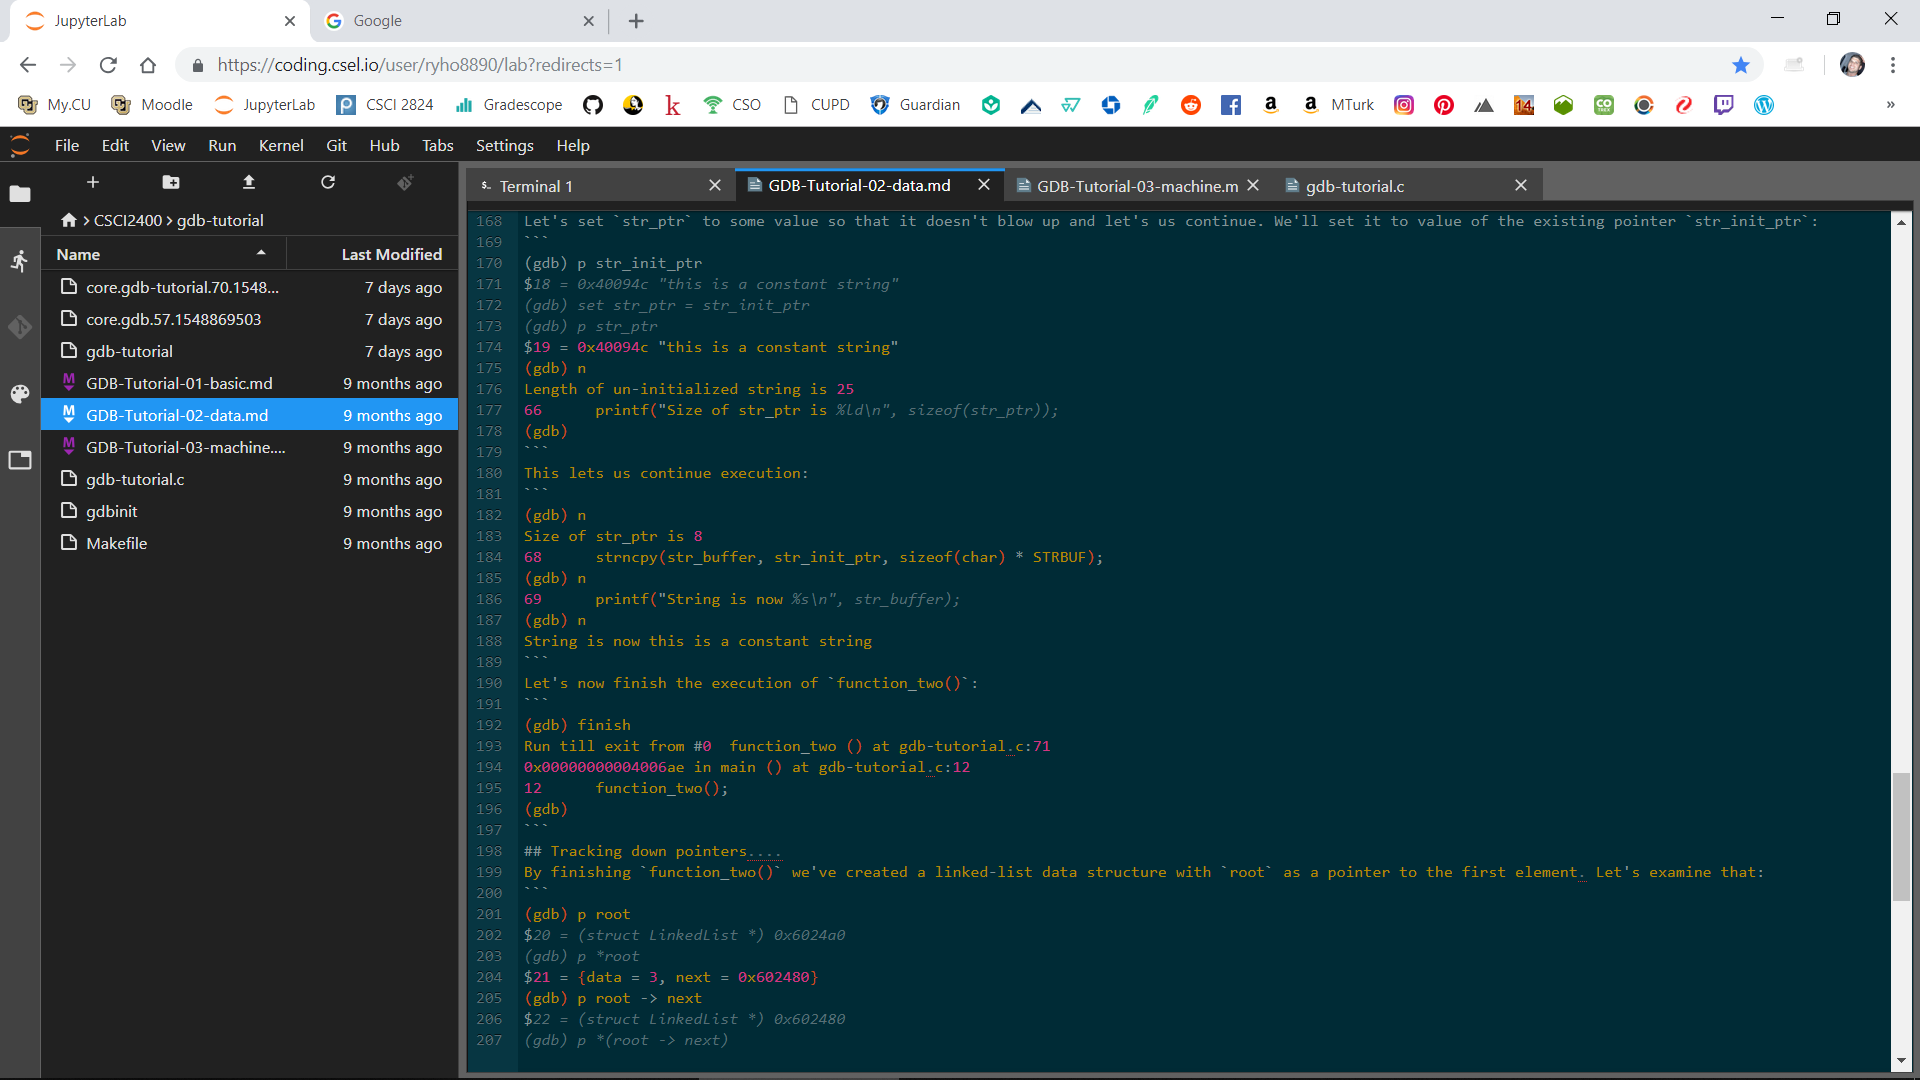 JupyterLab
Google
https://coding.csel.io/user/ryho8890/lab?redirects=1
My.CU Moodle JupyterLab CSCI 2824 Gradescope CSO CUPD Guardian MTurk
File Edit View Run Kernel Git Hub Tabs Settings Help
Terminal 1 GDB-Tutorial-02-data.md GDB-Tutorial-03-machine.m gdb-tutorial.c
CSCI2400 > gdb-tutorial
Name Last Modified
core.gdb-tutorial.70.1548... 7 days ago
core.gdb.57.1548869503 7 days ago
gdb-tutorial 7 days ago
GDB-Tutorial-01-basic.md 9 months ago
GDB-Tutorial-02-data.md 9 months ago
GDB-Tutorial-03-machine.... 9 months ago
gdb-tutorial.c 9 months ago
gdbinit 9 months ago
Makefile 9 months ago
168 Let's set `str_ptr` to some value so that it doesn't blow up and let's us continue. We'll set it to value of the existing pointer `str_init_ptr`:
169 ```
170 (gdb) p str_init_ptr
171 $18 = 0x40094c "this is a constant string"
172 (gdb) set str_ptr = str_init_ptr
173 (gdb) p str_ptr
174 $19 = 0x40094c "this is a constant string"
175 (gdb) n
176 Length of un-initialized string is 25
177 66      printf("Size of str_ptr is %ld\n", sizeof(str_ptr));
178 (gdb)
179 ```
180 This lets us continue execution:
181 ```
182 (gdb) n
183 Size of str_ptr is 8
184 68      strncpy(str_buffer, str_init_ptr, sizeof(char) * STRBUF);
185 (gdb) n
186 69      printf("String is now %s\n", str_buffer);
187 (gdb) n
188 String is now this is a constant string
189 ```
190 Let's now finish the execution of `function_two()`:
191 ```
192 (gdb) finish
193 Run till exit from #0  function_two () at gdb-tutorial.c:71
194 0x00000000004006ae in main () at gdb-tutorial.c:12
195 12      function_two();
196 (gdb)
197 ```
198 ## Tracking down pointers....
199 By finishing `function_two()` we've created a linked-list data structure with `root` as a pointer to the first element. Let's examine that:
200 ```
201 (gdb) p root
202 $20 = (struct LinkedList *) 0x6024a0
203 (gdb) p *root
204 $21 = {data = 3, next = 0x602480}
205 (gdb) p root -> next
206 $22 = (struct LinkedList *) 0x602480
207 (gdb) p *(root -> next)